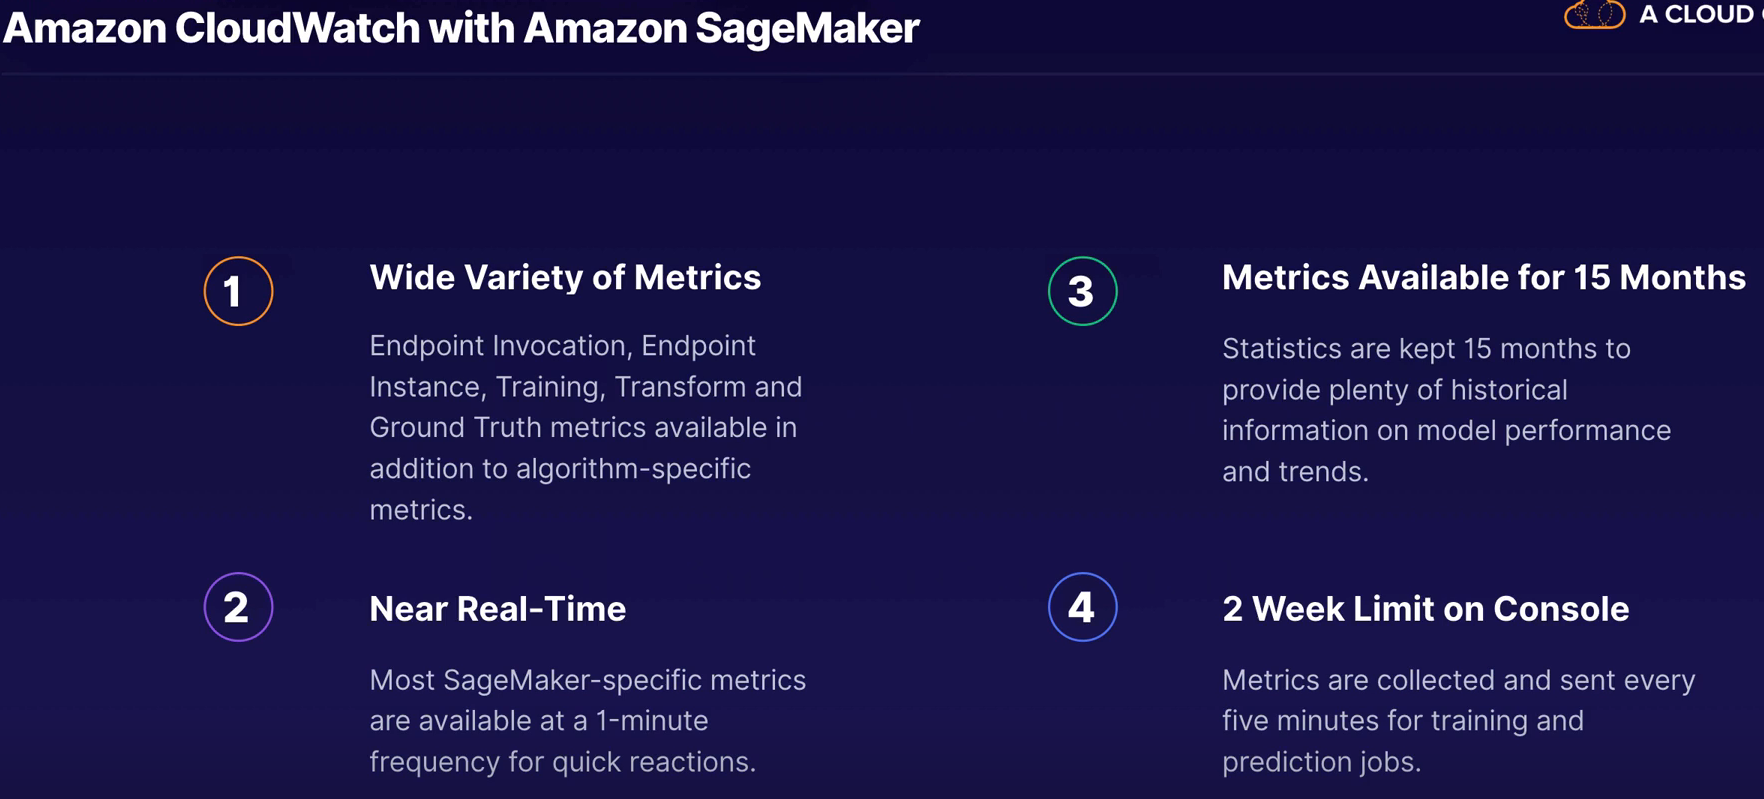 Amazon CloudWatch with Amazon SageMaker
A CLOUD
1
Wide Variety of Metrics
Endpoint Invocation, Endpoint
Instance, Training, Transform and
Ground Truth metrics available in
addition to algorithm-specific
metrics.
2
Near Real-Time
Most SageMaker-specific metrics
are available at a 1-minute
frequency for quick reactions.
3
Metrics Available for 15 Months
Statistics are kept 15 months to
provide plenty of historical
information on model performance
and trends.
4
2 Week Limit on Console
Metrics are collected and sent every
five minutes for training and
prediction jobs.